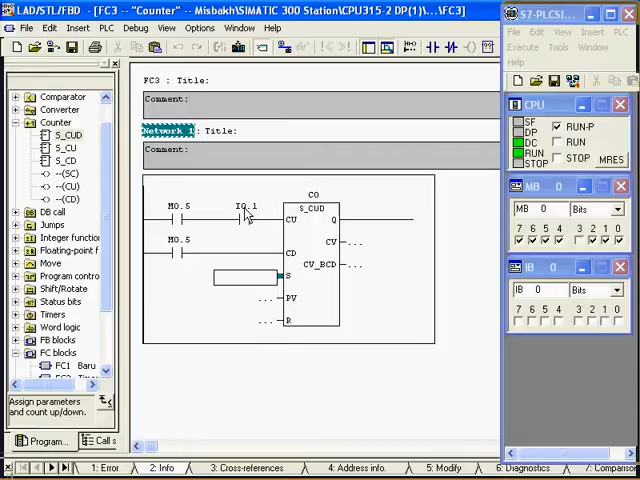 LAD/STL/FBD - [FC3 -- "Counter" -- Misbakh\SIMATIC 300 Station\CPU315-2 DP(1)\...\FC3]
File Edit Insert PLC Debug View Options Window Help
Comparator
Converter
Counter
S_CUD
S_CU
S_CD
--(SC)
--(CU)
--(CD)
DB call
Jumps
Integer function
Floating-point f
Move
Program contro
Shift/Rotate
Status bits
Timers
Word logic
FB blocks
FC blocks
FC1 Baru
Assign parameters
and count up/down.
Program...
Call s
FC3 : Title:
Comment:
Network 1: Title:
Comment:
C0
M0.5 I0.1 S_CUD
CU Q
M0.5 CV ...
CD
CV_BCD ...
S
... PV
... R
1: Error 2: Info 3: Cross-references 4: Address info. 5: Modify 6: Diagnostics 7: Comparison
S7-PLCSI...
File Edit View Insert PLC
Execute Tools Window
Help
CPU
SF
DP
DC
RUN
STOP
RUN-P
RUN
STOP
MRES
MB 0
MB 0 Bits
7 6 5 4 3 2 1 0
IB 0
IB 0 Bits
7 6 5 4 3 2 1 0